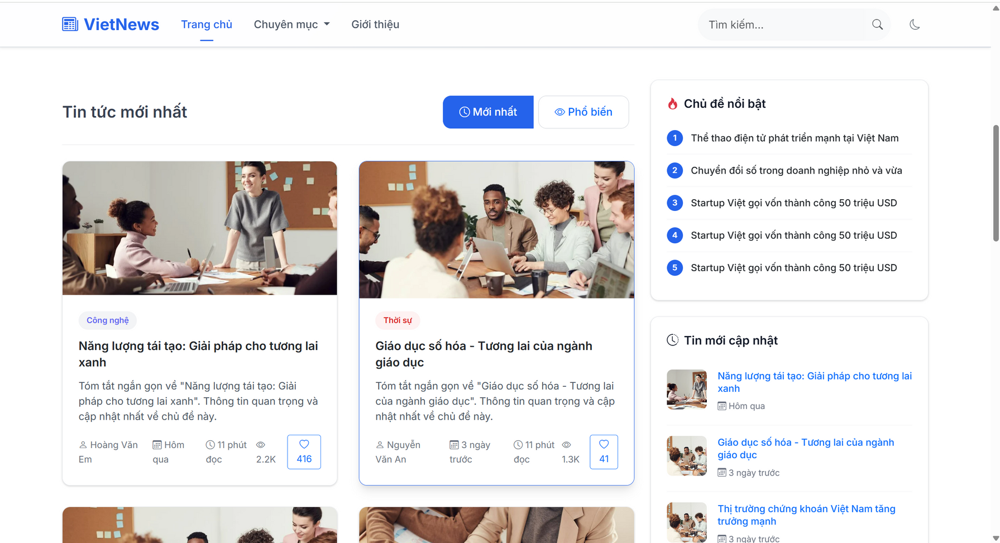 VietNews
Trang chủ
Chuyên mục
Giới thiệu
Tìm kiếm...
Tin tức mới nhất
Mới nhất
Phổ biến
Công nghệ
Năng lượng tái tạo: Giải pháp cho tương lai
xanh
Tóm tắt ngắn gọn về "Năng lượng tái tạo: Giải
pháp cho tương lai xanh". Thông tin quan trọng và
cập nhật nhất về chủ đề này.
Hoàng Văn
Em
Hôm
qua
11 phút
đọc
2.2K
416
Thời sự
Giáo dục số hóa - Tương lai của ngành
giáo dục
Tóm tắt ngắn gọn về "Giáo dục số hóa - Tương lai
của ngành giáo dục". Thông tin quan trọng và cập
nhật nhất về chủ đề này.
Nguyễn
Văn An
3 ngày
trước
11 phút
đọc
1.3K
41
Chủ đề nổi bật
1 Thể thao điện tử phát triển mạnh tại Việt Nam
2 Chuyển đổi số trong doanh nghiệp nhỏ và vừa
3 Startup Việt gọi vốn thành công 50 triệu USD
4 Startup Việt gọi vốn thành công 50 triệu USD
5 Startup Việt gọi vốn thành công 50 triệu USD
Tin mới cập nhật
Năng lượng tái tạo: Giải pháp cho tương lai
xanh
Hôm qua
Giáo dục số hóa - Tương lai của ngành
giáo dục
3 ngày trước
Thị trường chứng khoán Việt Nam tăng
trưởng mạnh
3 ngày trước